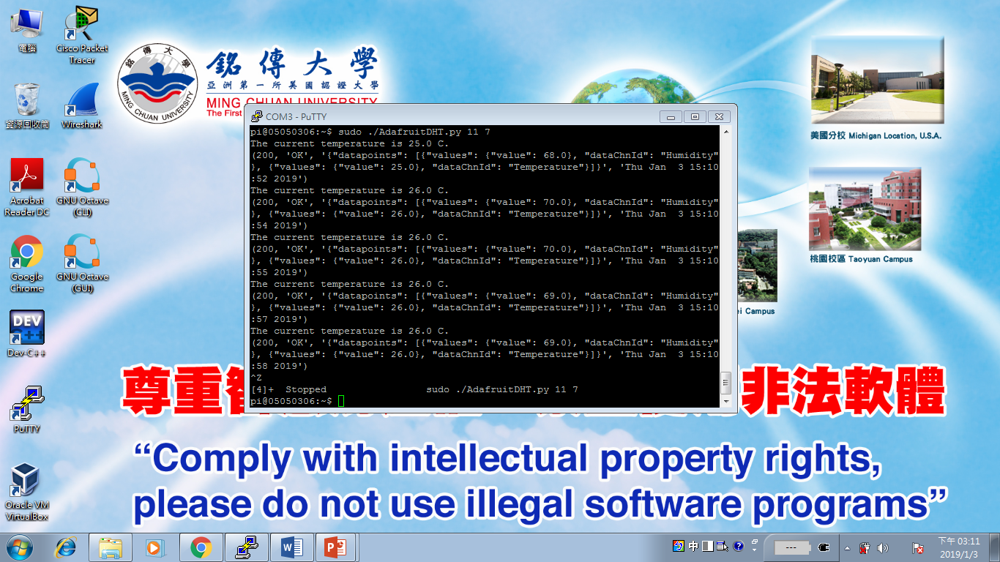 電腦
Cisco Packet
Tracer
資源回收筒
Wireshark
Acrobat
Reader DC
GNU Octave
(CLI)
Google
Chrome
GNU Octave
(GUI)
DEV
C++
Dev-C++
PuTTY
Oracle VM
VirtualBox
銘傳大學
MING CHUAN UNIVERSITY
銘傳大學
亞洲第一所美國認證大學
MING CHUAN UNIVERSITY
The First
美國分校 Michigan Location, U.S.A.
桃園校區 Taoyuan Campus
ei Campus
COM3 - PuTTY
pi@05050306:~$ sudo ./AdafruitDHT.py 11 7
The current temperature is 25.0 C.
(200, 'OK', '{"datapoints": [{"values": {"value": 68.0}, "dataChnId": "Humidity"
}, {"values": {"value": 25.0}, "dataChnId": "Temperature"}]}', 'Thu Jan  3 15:10
:52 2019')
The current temperature is 26.0 C.
(200, 'OK', '{"datapoints": [{"values": {"value": 70.0}, "dataChnId": "Humidity"
}, {"values": {"value": 26.0}, "dataChnId": "Temperature"}]}', 'Thu Jan  3 15:10
:54 2019')
The current temperature is 26.0 C.
(200, 'OK', '{"datapoints": [{"values": {"value": 70.0}, "dataChnId": "Humidity"
}, {"values": {"value": 26.0}, "dataChnId": "Temperature"}]}', 'Thu Jan  3 15:10
:55 2019')
The current temperature is 26.0 C.
(200, 'OK', '{"datapoints": [{"values": {"value": 69.0}, "dataChnId": "Humidity"
}, {"values": {"value": 26.0}, "dataChnId": "Temperature"}]}', 'Thu Jan  3 15:10
:57 2019')
The current temperature is 26.0 C.
(200, 'OK', '{"datapoints": [{"values": {"value": 69.0}, "dataChnId": "Humidity"
}, {"values": {"value": 26.0}, "dataChnId": "Temperature"}]}', 'Thu Jan  3 15:10
:58 2019')
^Z
[4]+  Stopped                 sudo ./AdafruitDHT.py 11 7
pi@05050306:~$
尊重 非法軟體
“Comply with intellectual property rights,
please do not use illegal software programs”
中
---
下午 03:11
2019/1/3